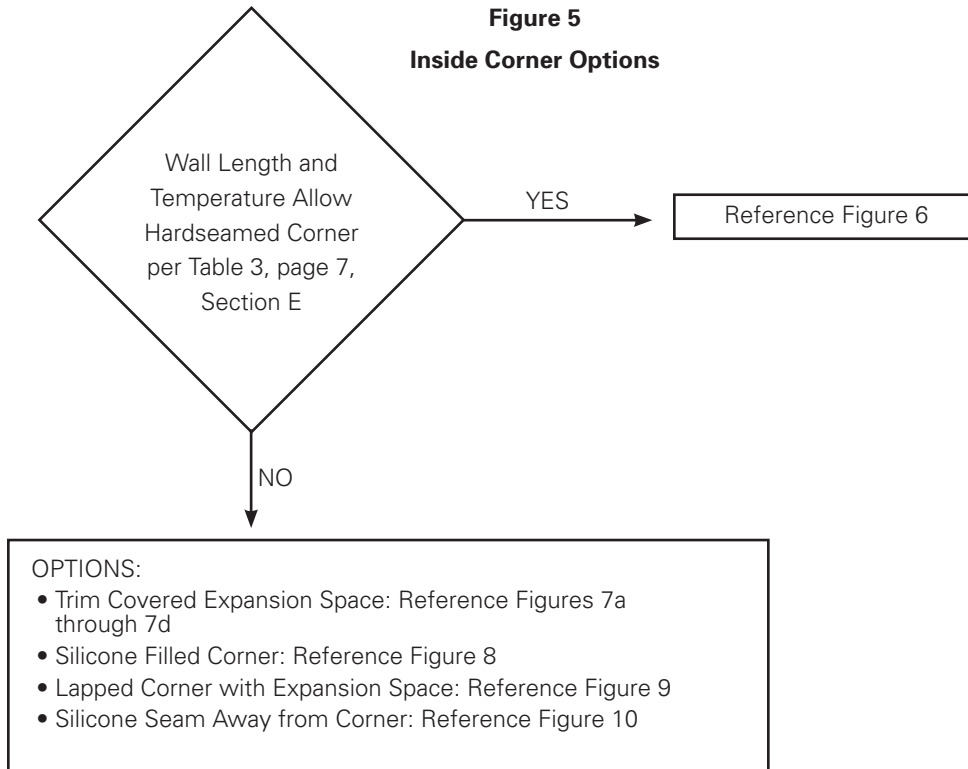 Figure 5
Inside Corner Options
Wall Length and
Temperature Allow
Hardseamed Corner
per Table 3, page 7,
Section E
YES
Reference Figure 6
NO
OPTIONS:
• Trim Covered Expansion Space: Reference Figures 7a
through 7d
• Silicone Filled Corner: Reference Figure 8
• Lapped Corner with Expansion Space: Reference Figure 9
• Silicone Seam Away from Corner: Reference Figure 10